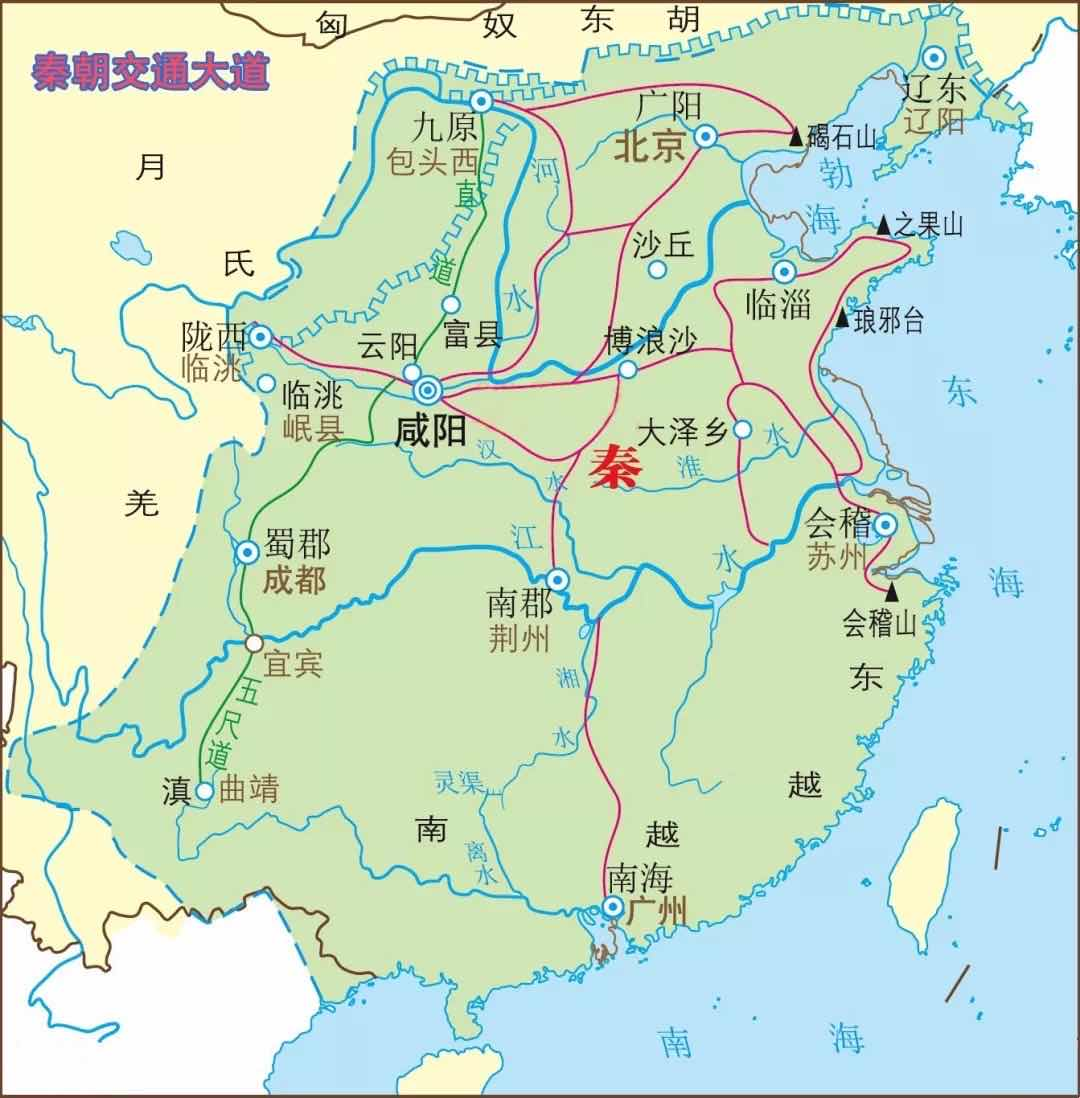 匈奴
东胡
秦朝交通大道
辽东
辽阳
广阳
北京
碣石山
九原
包头西
月氏
直道
河水
渤海
之罘山
沙丘
临淄
琅邪台
陇西
临洮
云阳
富县
博浪沙
临洮
岷县
咸阳
大泽乡
汉水
秦
淮水
东海
羌
蜀郡
成都
江水
会稽
苏州
南郡
荆州
会稽山
宜宾
湘水
东越
五尺道
滇
曲靖
灵渠
南越
离水
南海
广州
南海